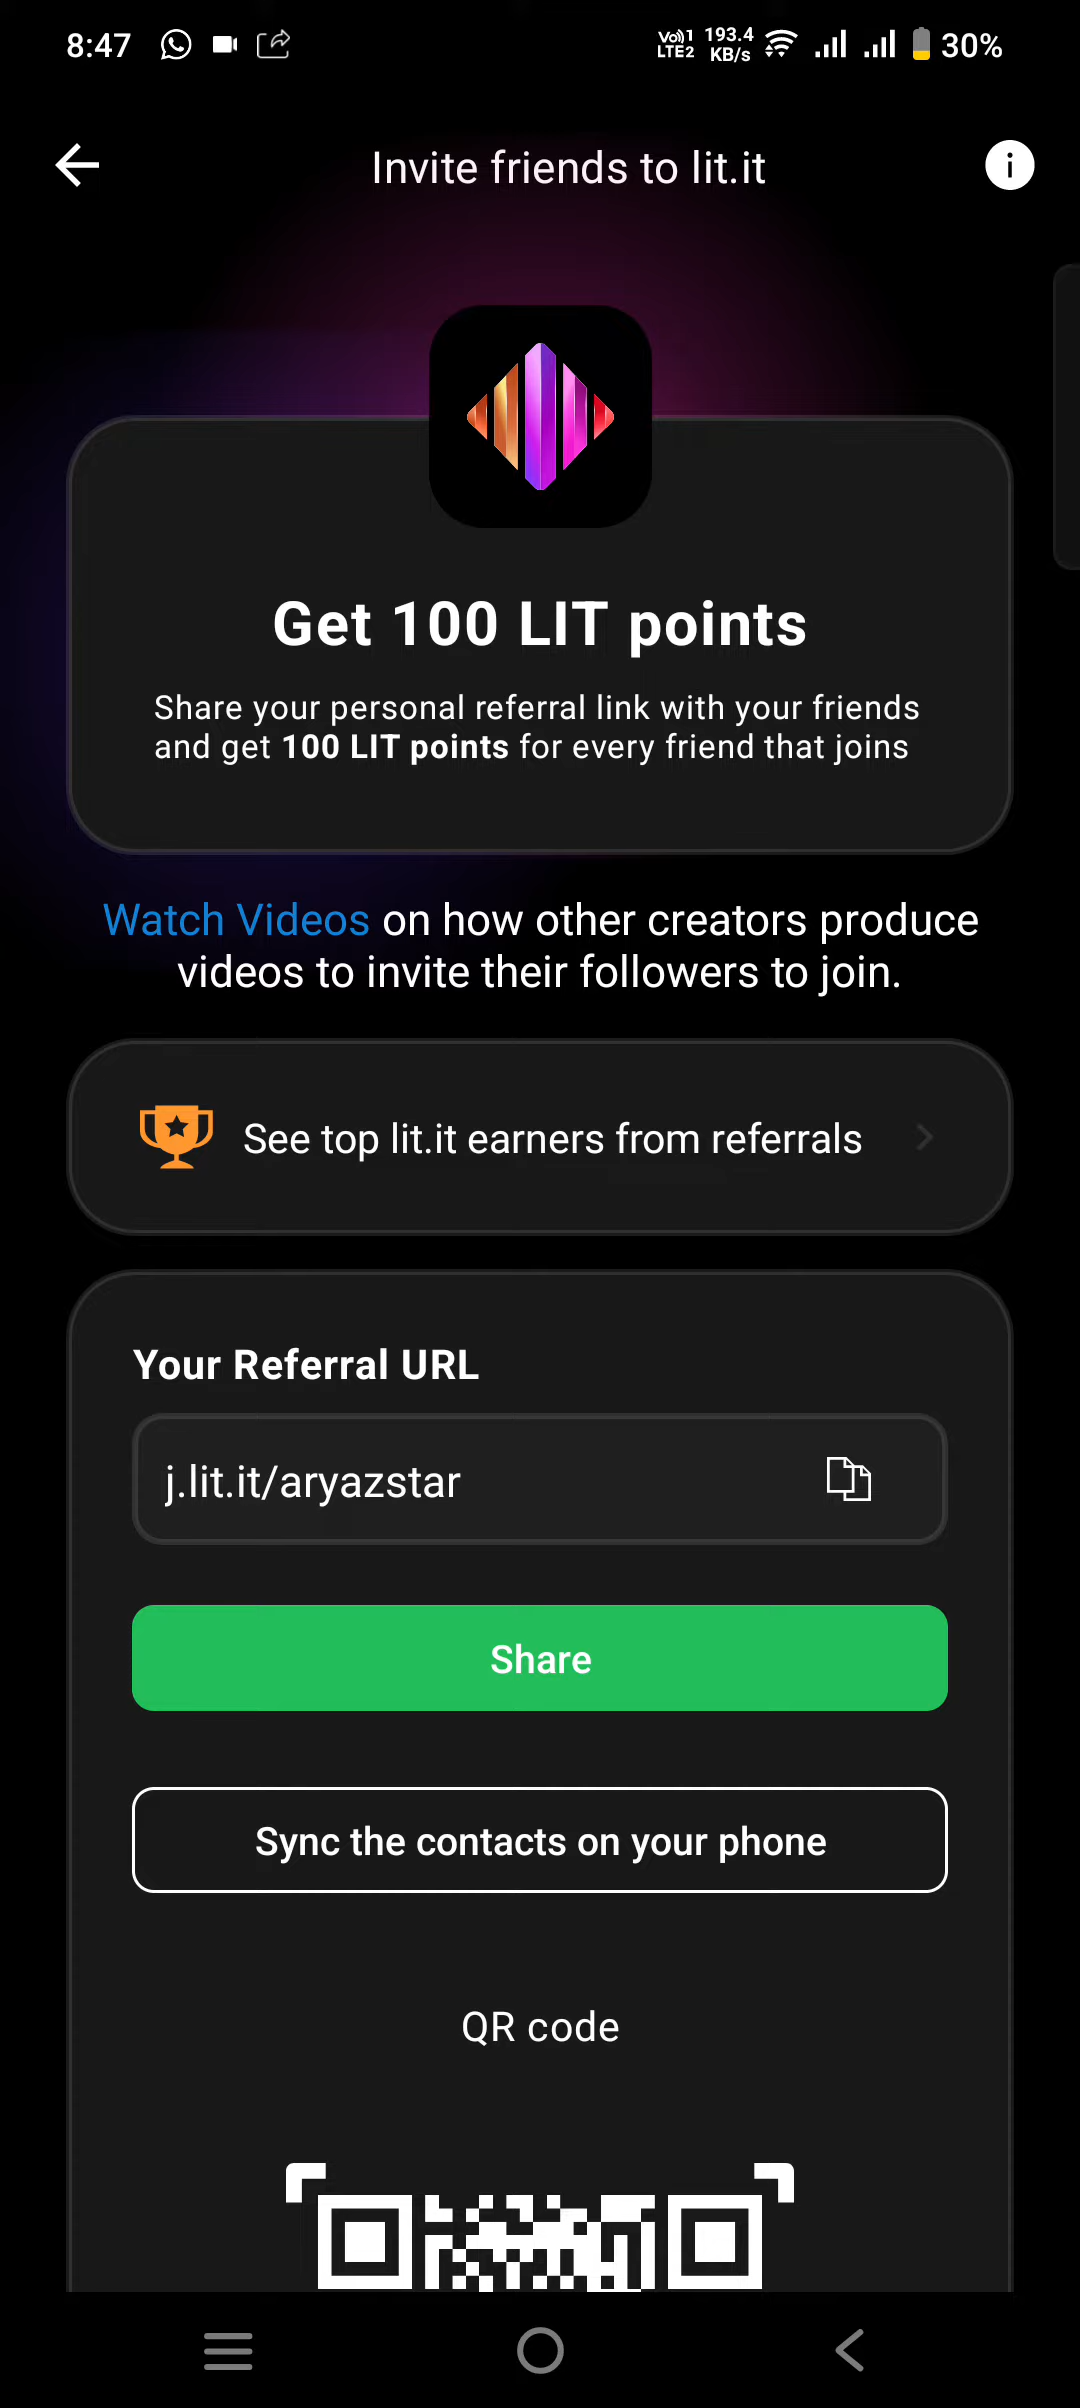 8:47
Vo)) 1
LTE2
193.4
KB/s
30%
Invite friends to lit.it
Get 100 LIT points
Share your personal referral link with your friends
and get 100 LIT points for every friend that joins
Watch Videos on how other creators produce
videos to invite their followers to join.
See top lit.it earners from referrals
Your Referral URL
j.lit.it/aryazstar
Share
Sync the contacts on your phone
QR code